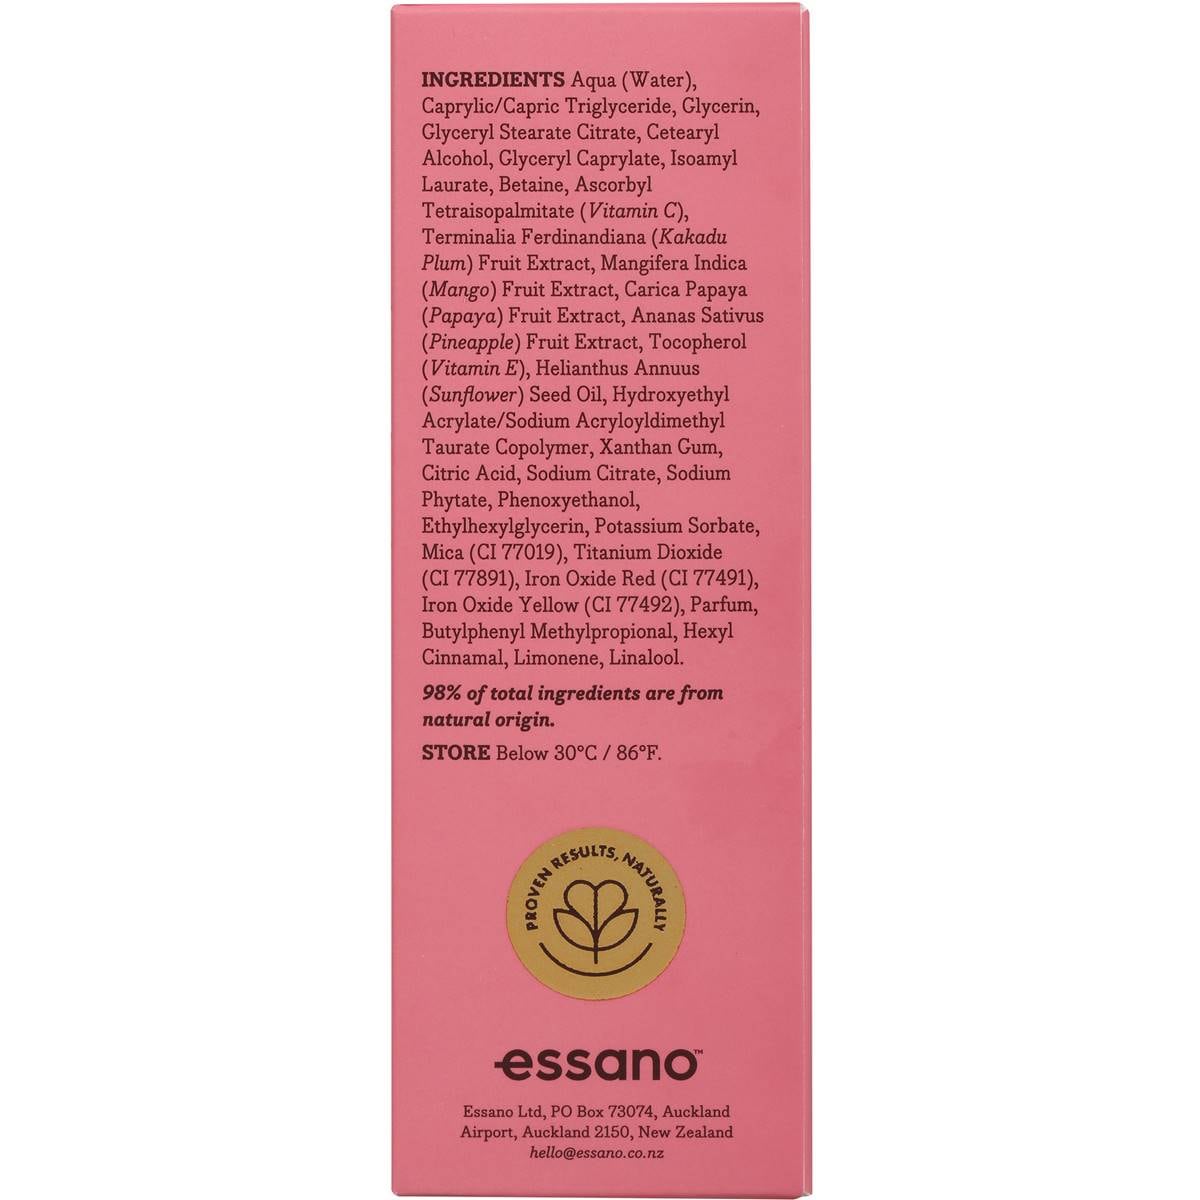 INGREDIENTS Aqua (Water),
Caprylic/Capric Triglyceride, Glycerin,
Glyceryl Stearate Citrate, Cetearyl
Alcohol, Glyceryl Caprylate, Isoamyl
Laurate, Betaine, Ascorbyl
Tetraisopalmitate (Vitamin C),
Terminalia Ferdinandiana (Kakadu
Plum) Fruit Extract, Mangifera Indica
(Mango) Fruit Extract, Carica Papaya
(Papaya) Fruit Extract, Ananas Sativus
(Pineapple) Fruit Extract, Tocopherol
(Vitamin E), Helianthus Annuus
(Sunflower) Seed Oil, Hydroxyethyl
Acrylate/Sodium Acryloyldimethyl
Taurate Copolymer, Xanthan Gum,
Citric Acid, Sodium Citrate, Sodium
Phytate, Phenoxyethanol,
Ethylhexylglycerin, Potassium Sorbate,
Mica (CI 77019), Titanium Dioxide
(CI 77891), Iron Oxide Red (CI 77491),
Iron Oxide Yellow (CI 77492), Parfum,
Butylphenyl Methylpropional, Hexyl
Cinnamal, Limonene, Linalool.
98% of total ingredients are from
natural origin.
STORE Below 30°C / 86°F.
PROVEN RESULTS, NATURALLY
essano™
Essano Ltd, PO Box 73074, Auckland
Airport, Auckland 2150, New Zealand
hello@essano.co.nz